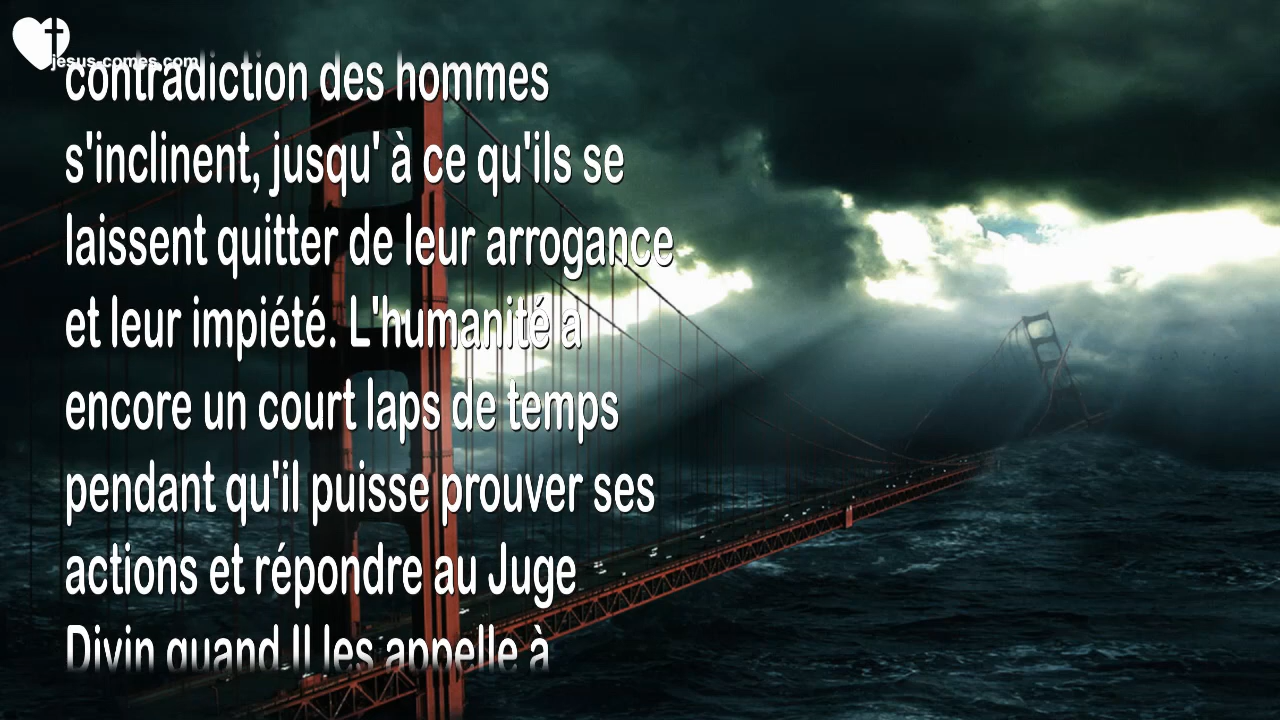 jesus-comes.com
contradiction des hommes
s'inclinent, jusqu' à ce qu'ils se
laissent quitter de leur arrogance
et leur impiété. L'humanité a
encore un court laps de temps
pendant qu'il puisse prouver ses
actions et répondre au Juge
Divin quand Il les appelle à